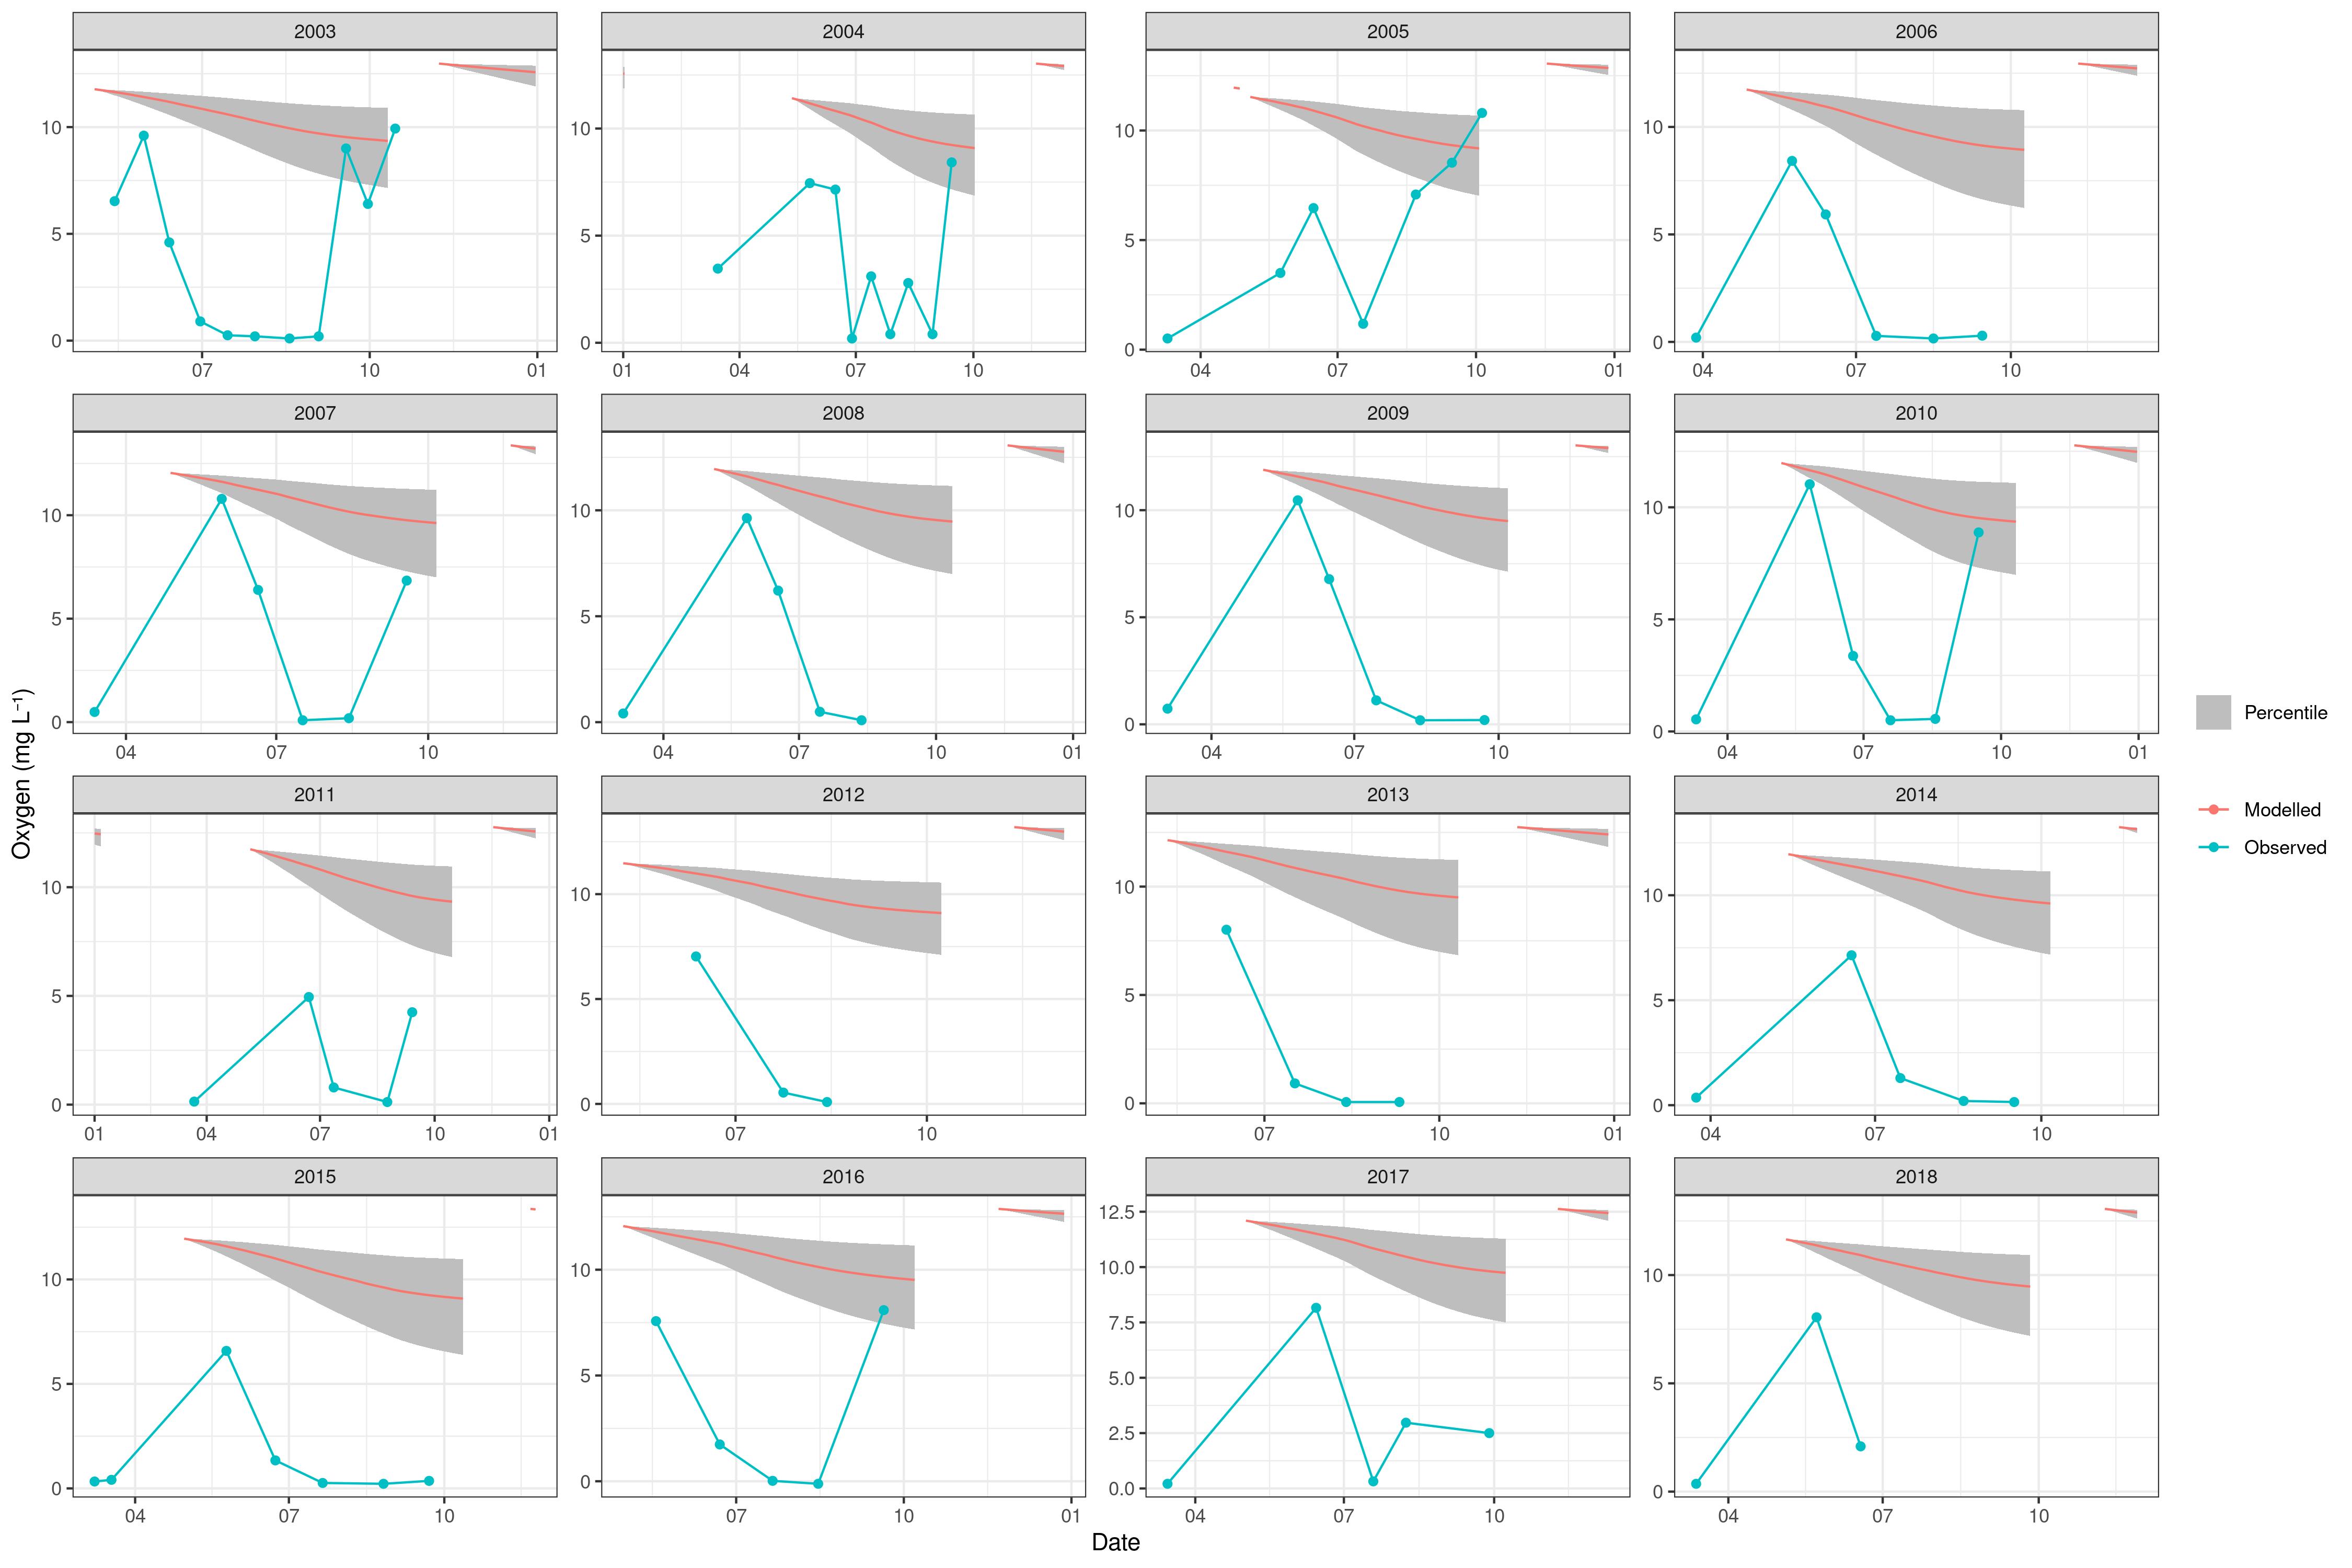 2003 2004 2005 2006
10 10 10 10
5 5 5 5
0 0 0 0
07 10 01 01 04 07 10 04 07 10 01 04 07 10
2007 2008 2009 2010
10 10 10 10
5 5 5 5
0 0 0 0
04 07 10 04 07 10 01 04 07 10 04 07 10 01
2011 2012 2013 2014
10 10 10 10
5 5 5 5
0 0 0 0
01 04 07 10 01 07 10 07 10 01 04 07 10
2015 2016 2017 2018
12.5
10 10 10.0 10
7.5
5 5 5.0 5
2.5
0 0 0.0 0
04 07 10 07 10 01 04 07 10 04 07 10
Date
Oxygen (mg L⁻¹)
Percentile
Modelled
Observed